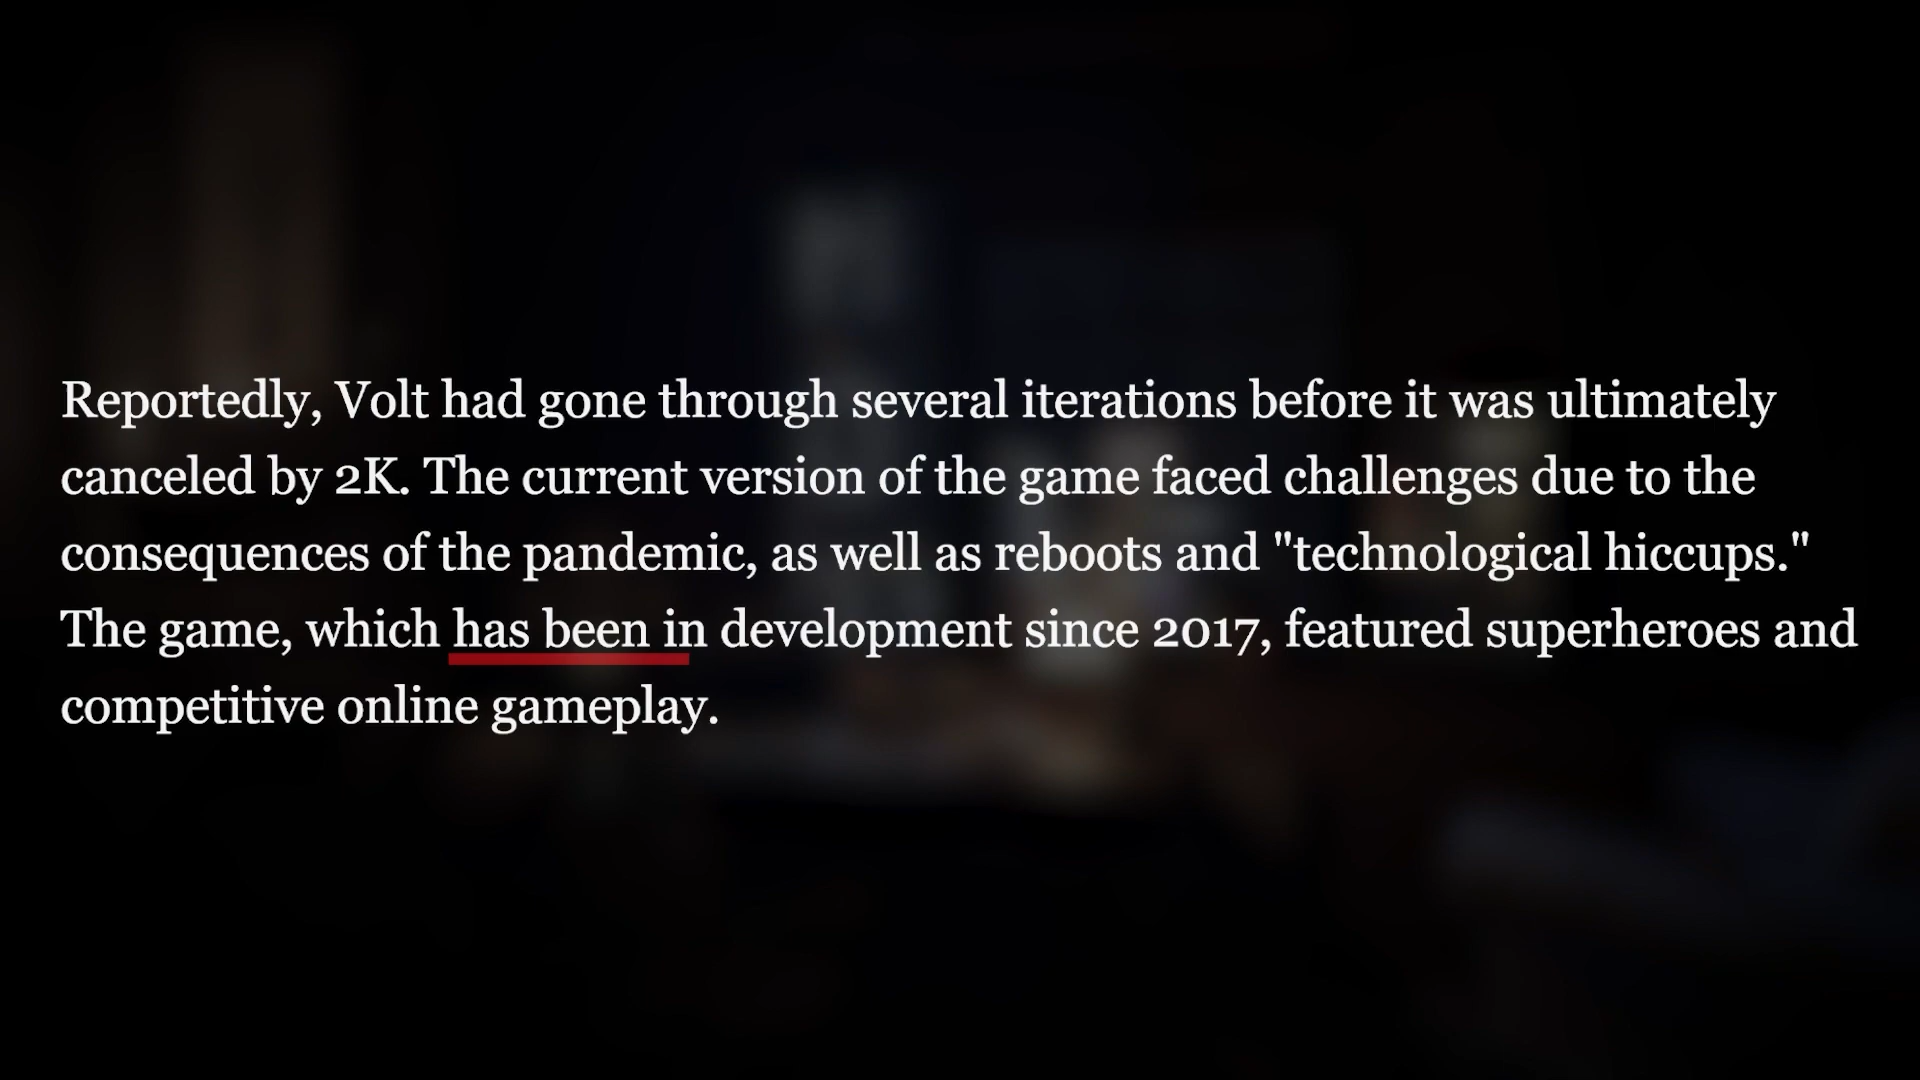 Reportedly, Volt had gone through several iterations before it was ultimately
canceled by 2K. The current version of the game faced challenges due to the
consequences of the pandemic, as well as reboots and "technological hiccups."
The game, which has been in development since 2017, featured superheroes and
competitive online gameplay.